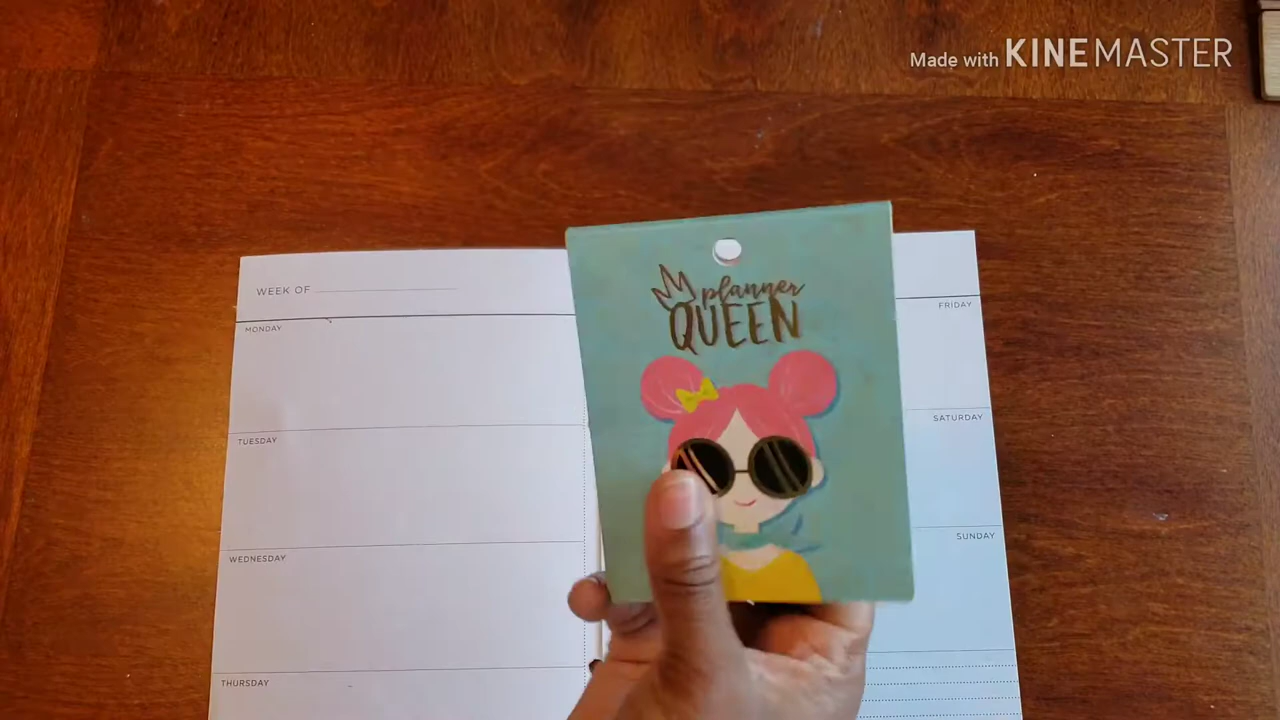 Made with KINEMASTER
planner
QUEEN
WEEK OF
MONDAY
TUESDAY
WEDNESDAY
THURSDAY
FRIDAY
SATURDAY
SUNDAY